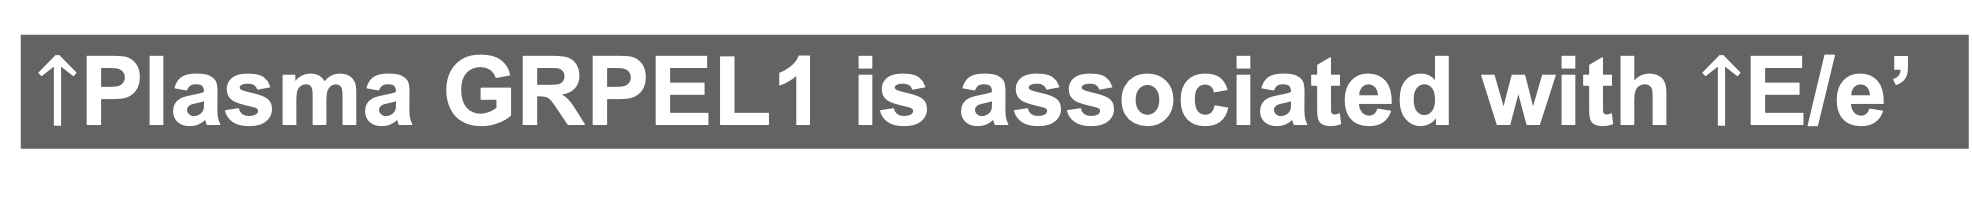 ↑Plasma GRPEL1 is associated with ↑E/e’